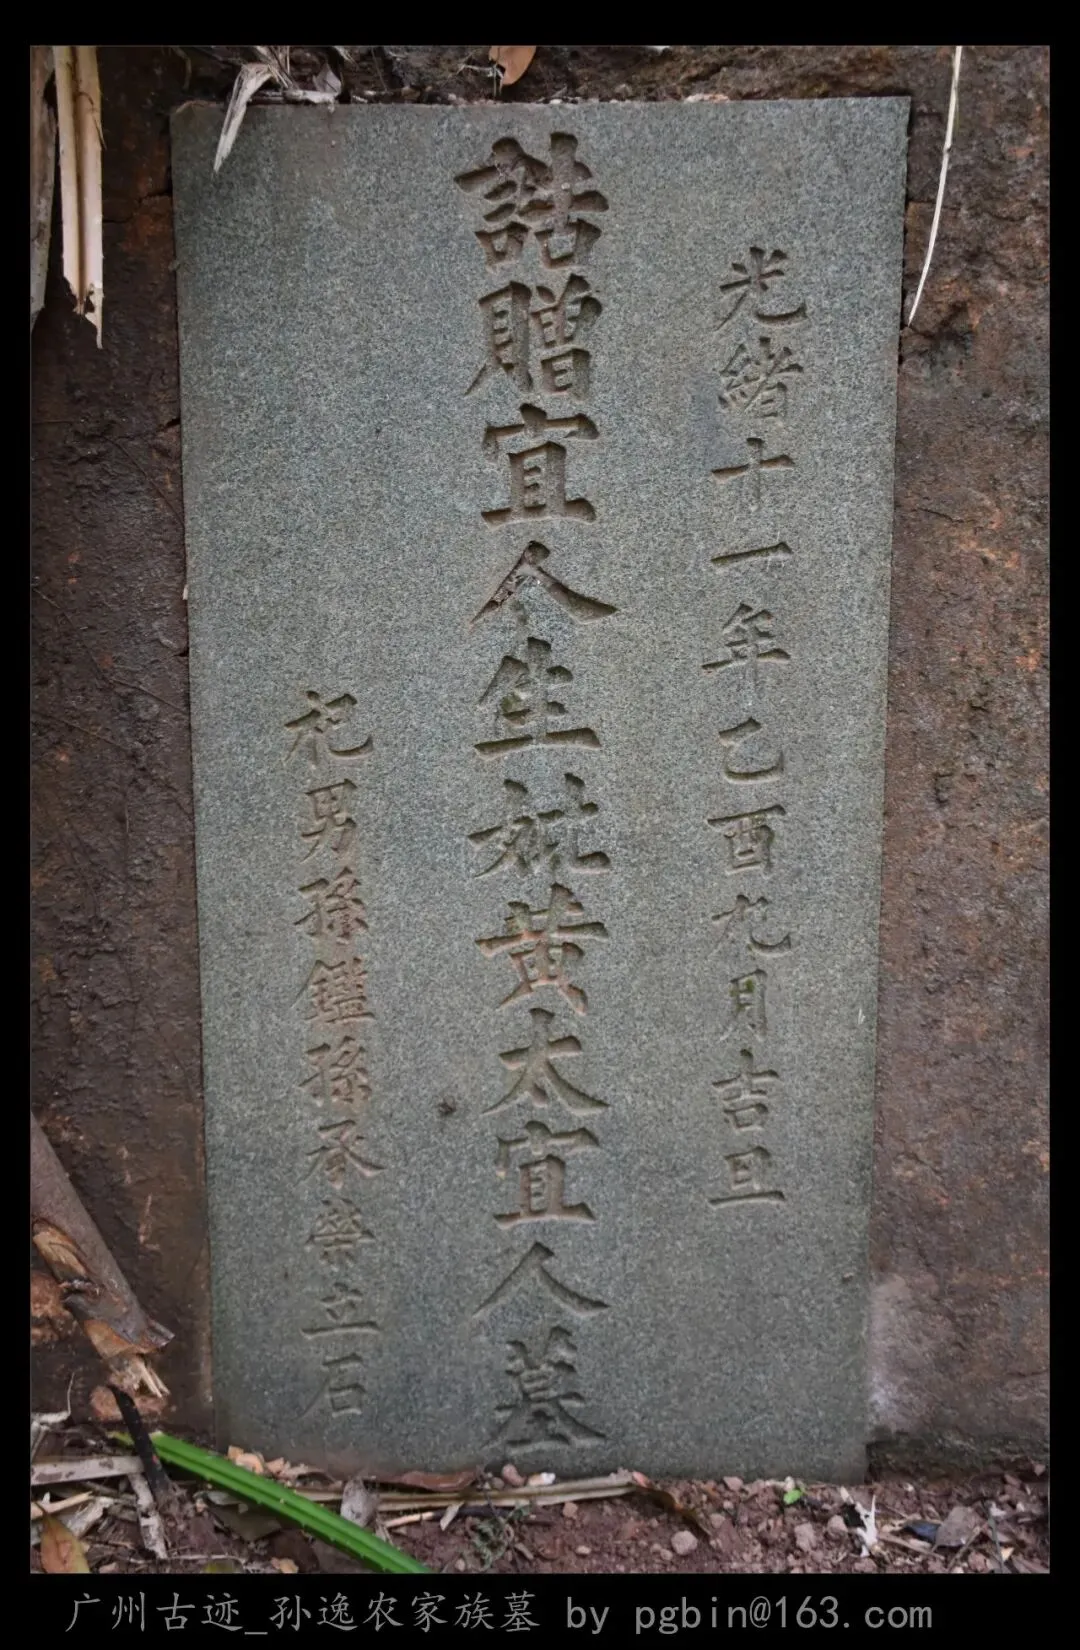 光緒十一年乙酉九月吉旦
誥贈宜人生妣黃太宜人墓
祀男孫鑑孫承榮立石
广州古迹_孙逸农家族墓 by pgbin@163.com